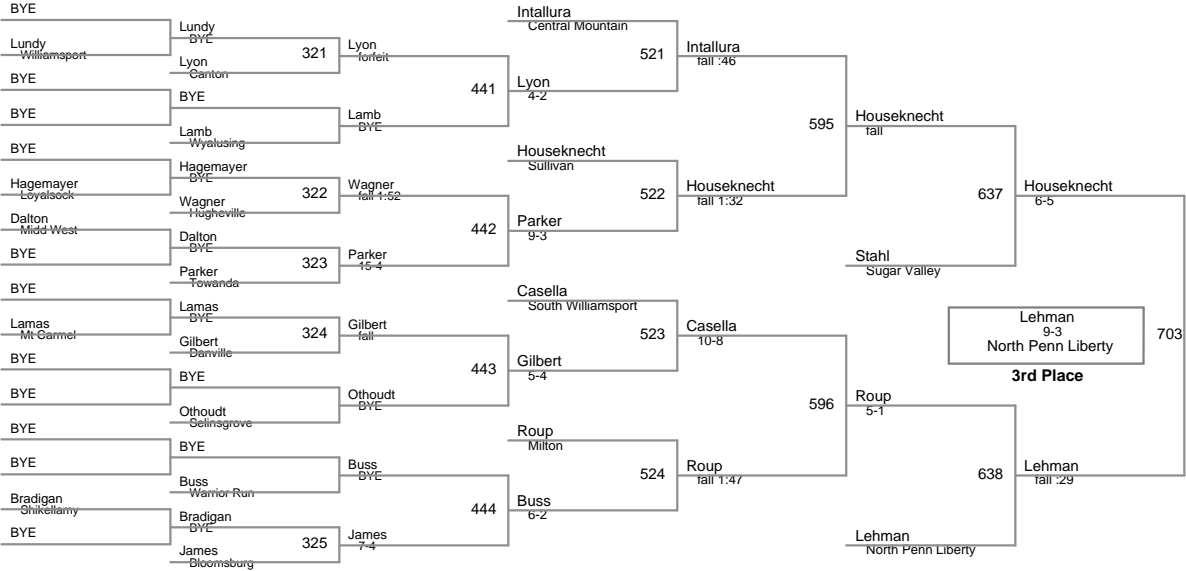 BYE
Lundy
Williamsport
BYE
BYE
BYE
Hagemayer
Loyalsock
Dalton
Midd West
BYE
BYE
Lamas
Mt Carmel
BYE
BYE
BYE
BYE
Bradigan
Shikellamy
BYE
Lundy
BYE
321
Lyon
Canton
BYE
Lamb
Wyalusing
Hagemayer
BYE
322
Wagner
Hugheville
Dalton
BYE
323
Parker
Towanda
Lamas
BYE
324
Gilbert
Danville
BYE
Othoudt
Selinsgrove
BYE
Buss
Warrior Run
Bradigan
BYE
325
James
Bloomsburg
Lyon
forfeit
441
Lamb
BYE
Wagner
fall 1:52
442
Parker
15-4
Gilbert
fall
443
Othoudt
BYE
Buss
BYE
444
James
7-4
Intallura
Central Mountain
521
Lyon
4-2
Houseknecht
Sullivan
522
Parker
9-3
Casella
South Williamsport
523
Gilbert
5-4
Roup
Milton
524
Buss
6-2
Intallura
fall :46
595
Houseknecht
fall 1:32
Casella
10-8
596
Roup
fall 1:47
Houseknecht
fall
637
Stahl
Sugar Valley
Roup
5-1
638
Lehman
North Penn Liberty
Houseknecht
6-5
703
Lehman
fall :29
Lehman
9-3
North Penn Liberty
3rd Place